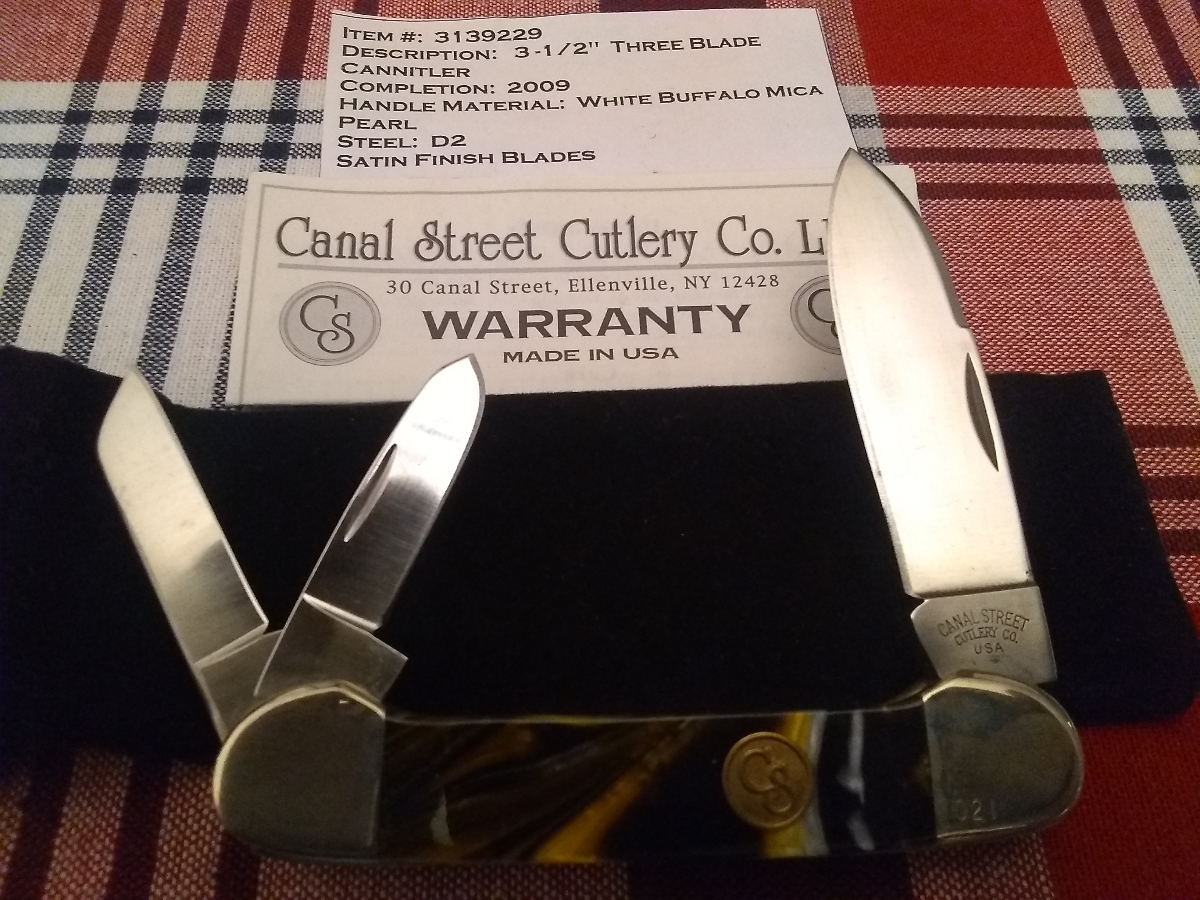 ITEM #: 3139229
DESCRIPTION: 3-1/2" THREE BLADE
CANNITLER
COMPLETION: 2009
HANDLE MATERIAL: WHITE BUFFALO MICA
PEARL
STEEL: D2
SATIN FINISH BLADES
Canal Street Cutlery Co. L
30 Canal Street, Ellenville, NY 12428
CS
WARRANTY
MADE IN USA
CANAL STREET
CUTLERY CO.
USA
CS
021